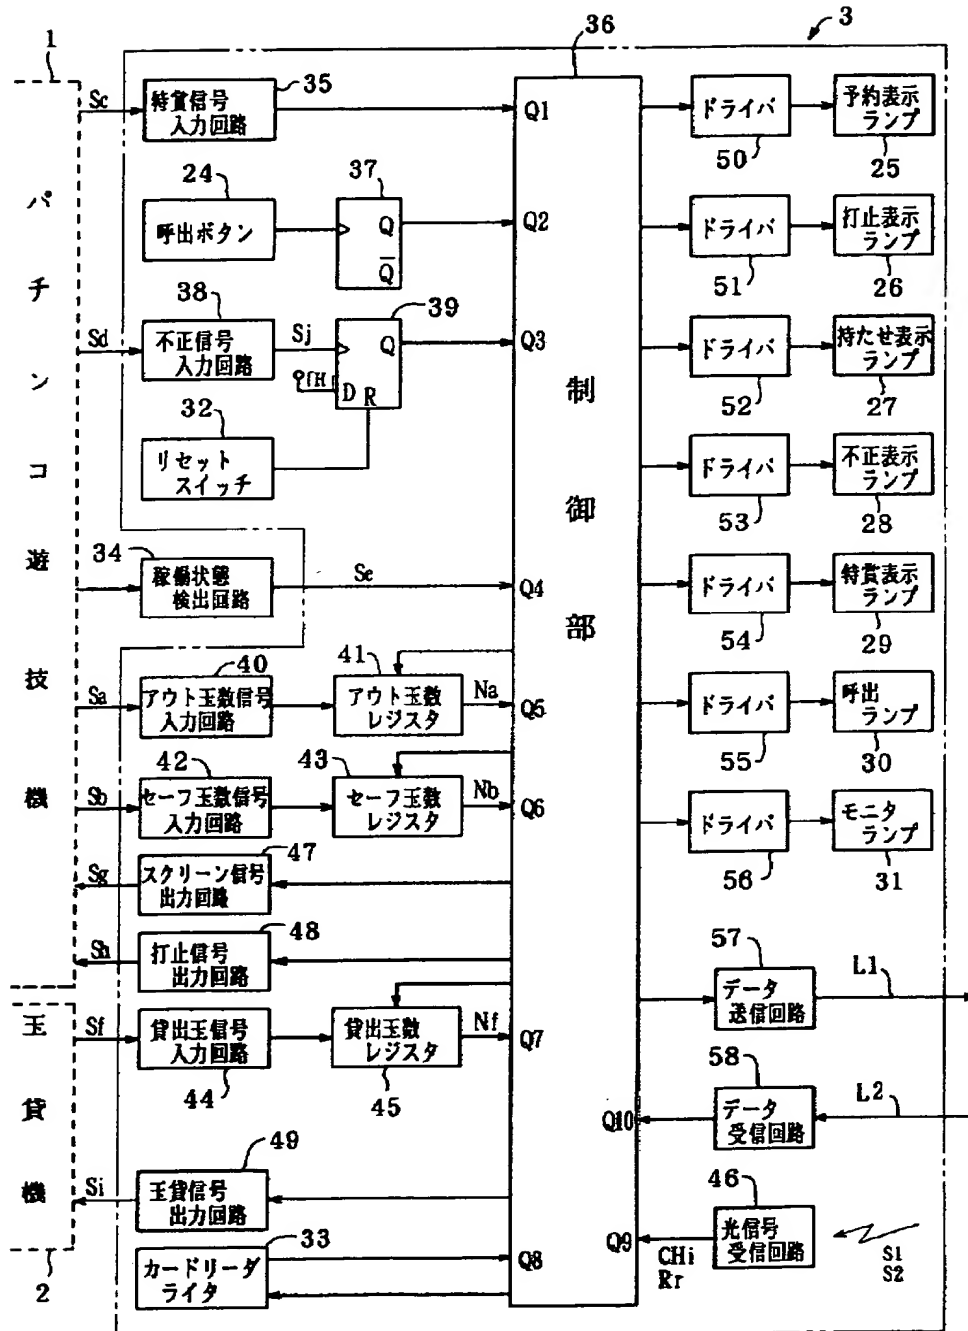 1
36
3
パチンコ遊技機
Sc
特賞信号
入力回路
35
Q1
ドライバ
50
予約表示
ランプ
25
24
呼出ボタン
37
Q
Q̅
Q2
ドライバ
51
打止表示
ランプ
26
Sd
38
不正信号
入力回路
Sj
「H」
39
Q
D
R
Q3
ドライバ
52
持たせ表示
ランプ
27
32
リセット
スイッチ
制御部
ドライバ
53
不正表示
ランプ
28
34
稼働状態
検出回路
Se
Q4
ドライバ
54
特賞表示
ランプ
29
Sa
40
アウト玉数信号
入力回路
41
アウト玉数
レジスタ
Na
Q5
ドライバ
55
呼出
ランプ
30
Sb
42
セーフ玉数信号
入力回路
43
セーフ玉数
レジスタ
Nb
Q6
ドライバ
56
モニタ
ランプ
31
Sg
47
スクリーン信号
出力回路
Sh
48
打止信号
出力回路
57
データ
送信回路
L1
玉貸機
Sf
貸出玉信号
入力回路
44
貸出玉数
レジスタ
45
Nf
Q7
58
データ
受信回路
L2
Q10
Si
49
玉貸信号
出力回路
46
光信号
受信回路
Q9
CHi
Rr
S1
S2
2
33
カードリーダ
ライタ
Q8